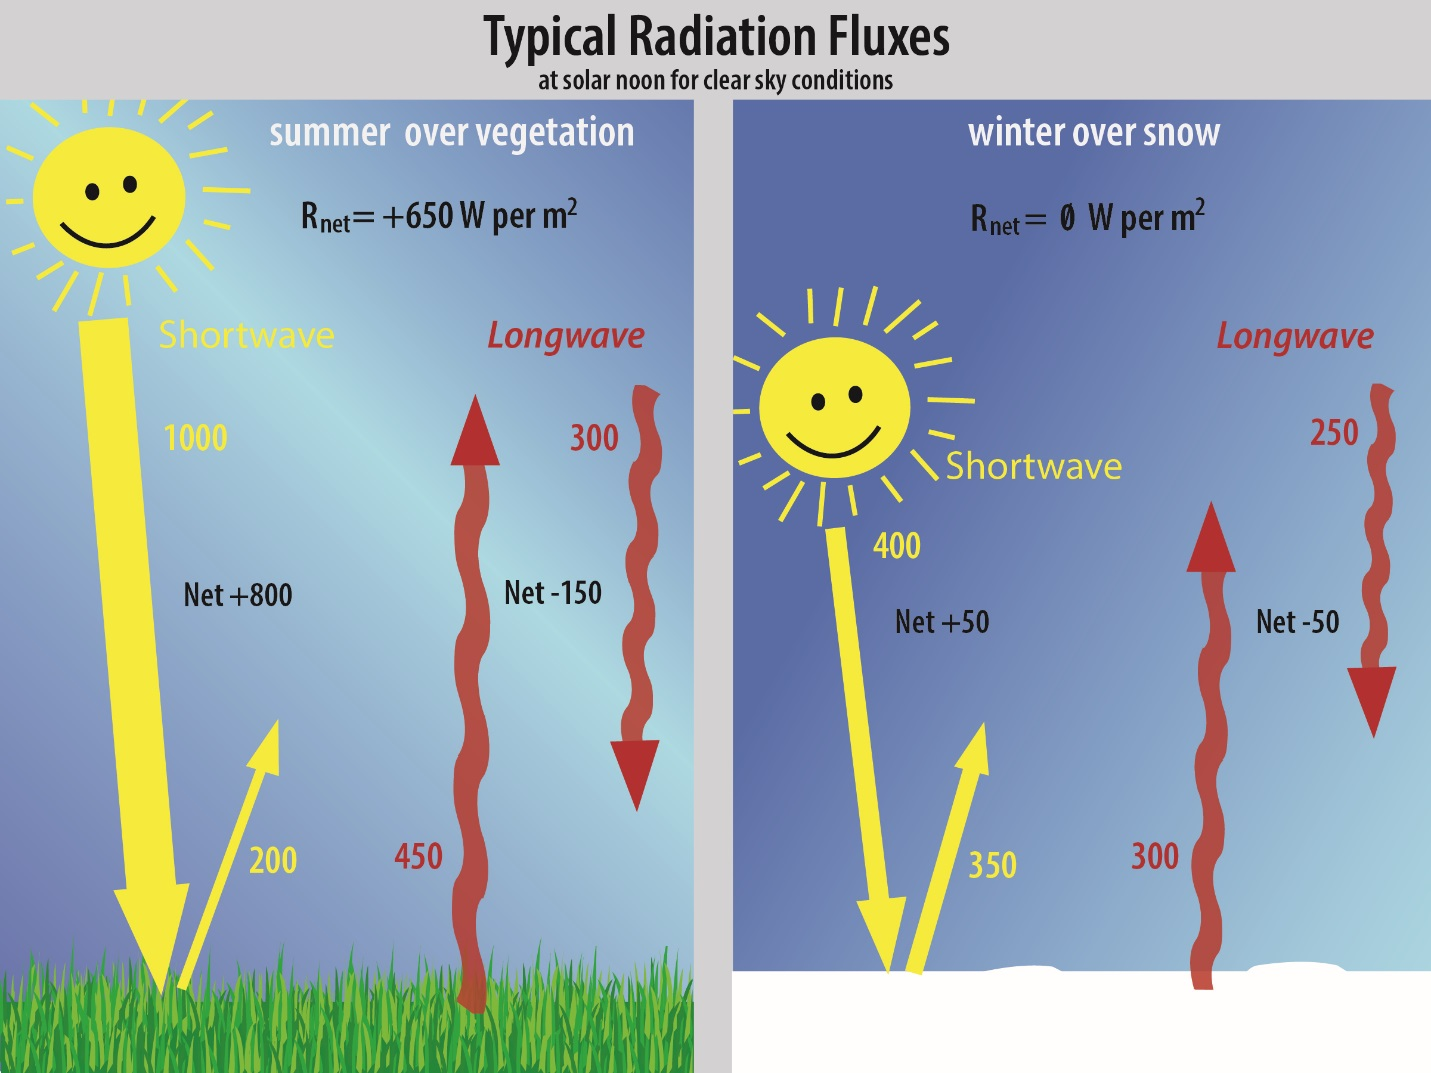 Typical Radiation Fluxes
at solar noon for clear sky conditions
summer over vegetation
Rnet= +650 W per m²
Shortwave
Longwave
1000
300
Net +800
Net -150
200
450
winter over snow
Rnet = Ø W per m²
Longwave
250
Shortwave
400
Net +50
Net -50
350
300